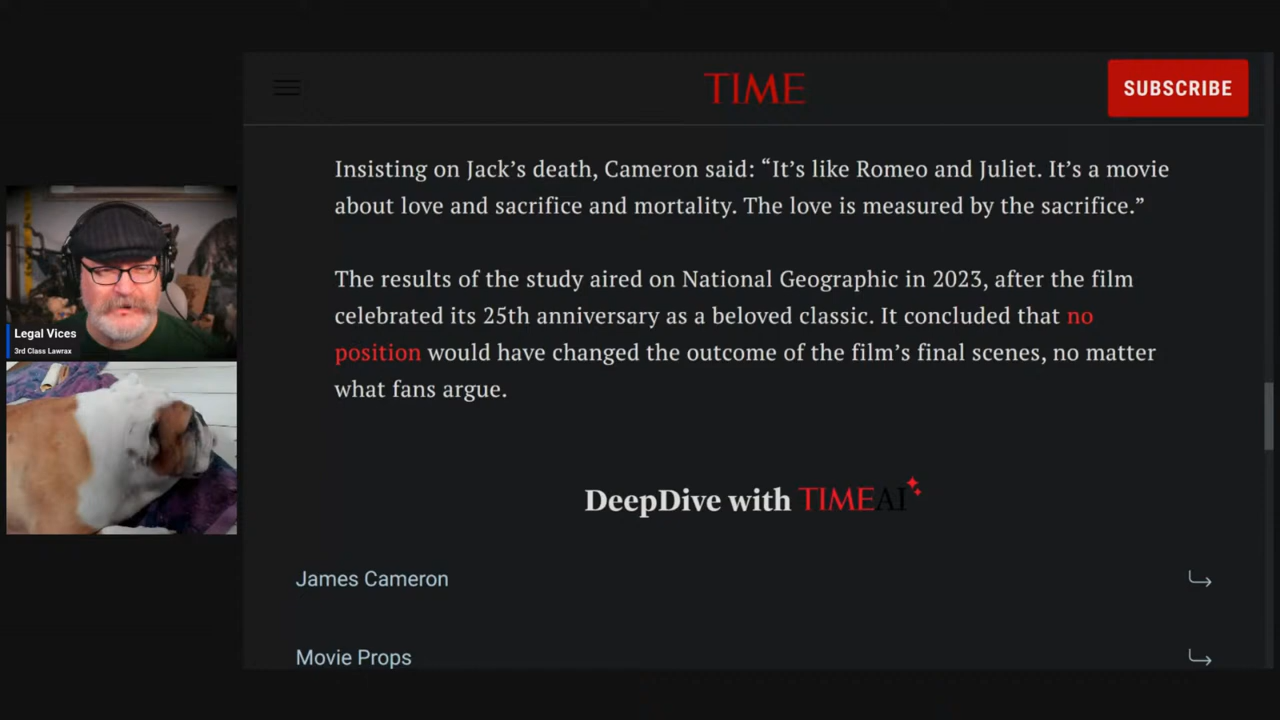 TIME
SUBSCRIBE
Insisting on Jack’s death, Cameron said: “It’s like Romeo and Juliet. It’s a movie
about love and sacrifice and mortality. The love is measured by the sacrifice.”
The results of the study aired on National Geographic in 2023, after the film
celebrated its 25th anniversary as a beloved classic. It concluded that no
position would have changed the outcome of the film’s final scenes, no matter
what fans argue.
DeepDive with TIMEAI
James Cameron
Movie Props
Legal Vices
3rd Class Lawrax